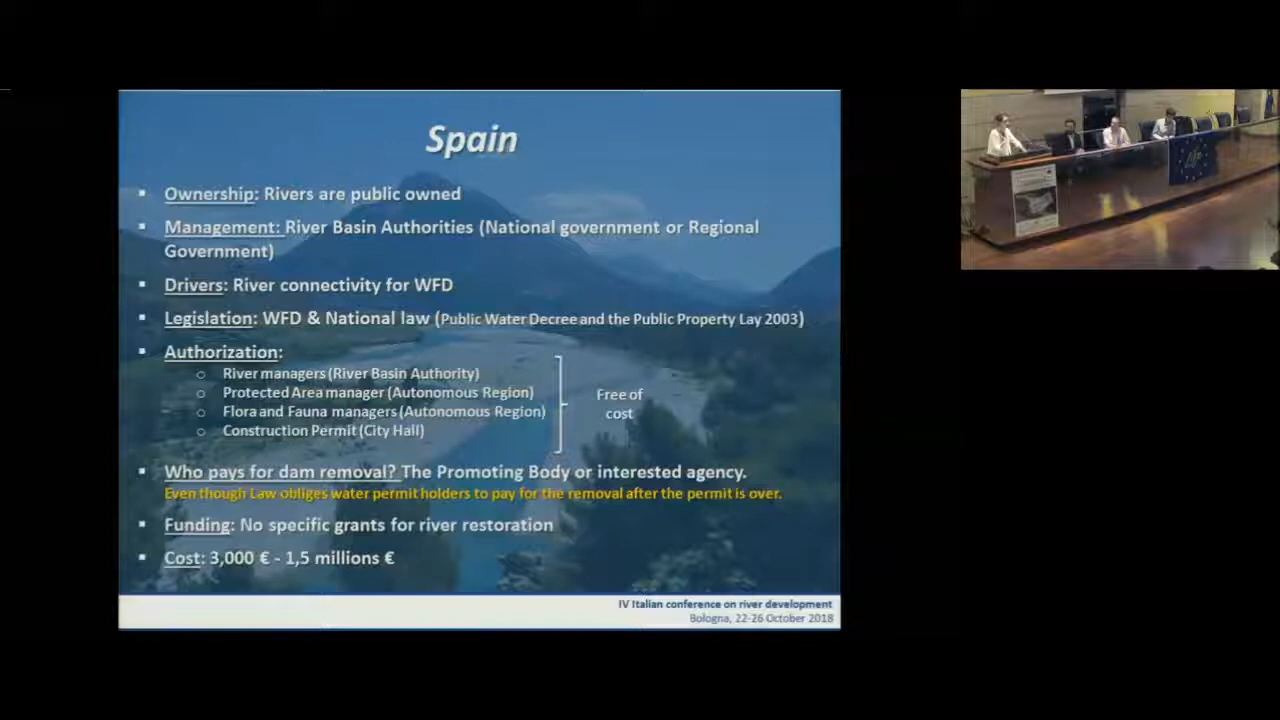 Spain
▪ Ownership: Rivers are public owned
▪ Management: River Basin Authorities (National government or Regional
Government)
▪ Drivers: River connectivity for WFD
▪ Legislation: WFD & National law (Public Water Decree and the Public Property Lay 2003)
▪ Authorization:
○ River managers (River Basin Authority)
○ Protected Area manager (Autonomous Region)
○ Flora and Fauna managers (Autonomous Region)
○ Construction Permit (City Hall)
Free of
cost
▪ Who pays for dam removal? The Promoting Body or interested agency.
Even though Law obliges water permit holders to pay for the removal after the permit is over.
▪ Funding: No specific grants for river restoration
▪ Cost: 3,000 € - 1,5 millions €
IV Italian conference on river development
Bologna, 22-26 October 2018